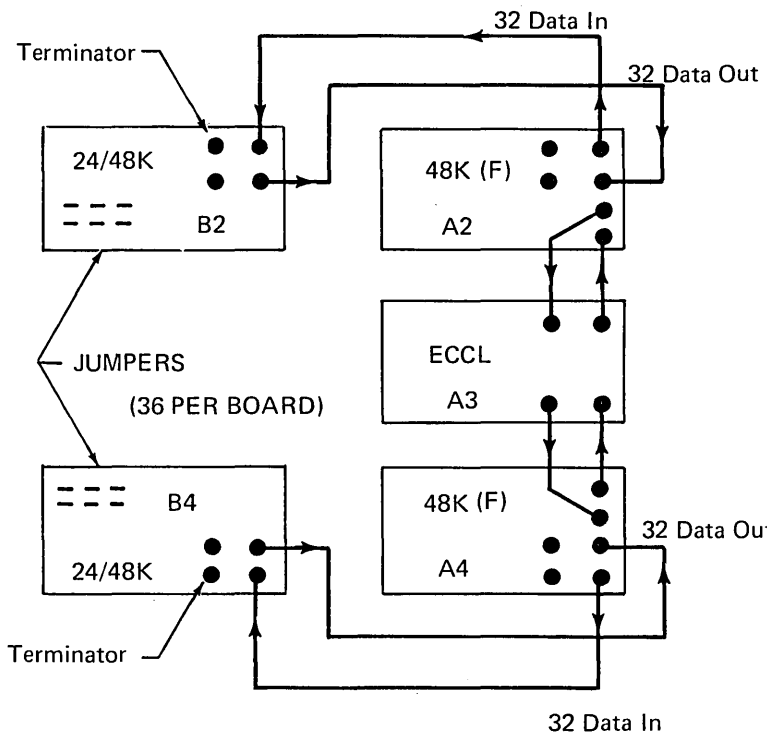 32 Data In
Terminator
32 Data Out
24/48K
B2
48K (F)
A2
JUMPERS
(36 PER BOARD)
ECCL
A3
B4
24/48K
48K (F)
A4
32 Data Out
Terminator
32 Data In